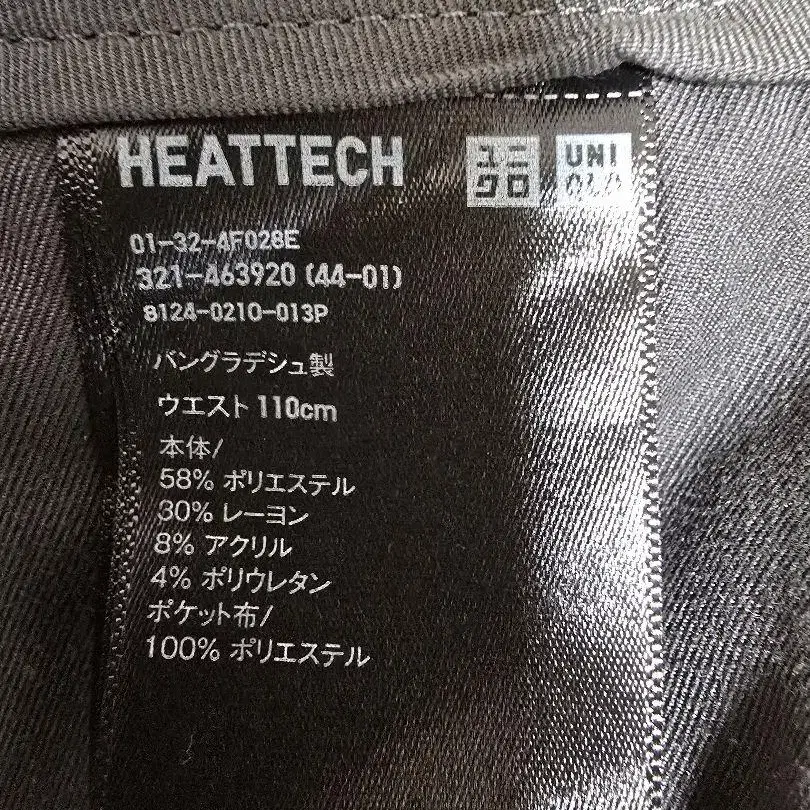 HEATTECH
ユニ
クロ
UNI
QLO
01-32-4F028E
321-463920 (44-01)
8124-0210-013P
バングラデシュ製
ウエスト 110cm
本体/
58% ポリエステル
30% レーヨン
8% アクリル
4% ポリウレタン
ポケット布/
100% ポリエステル